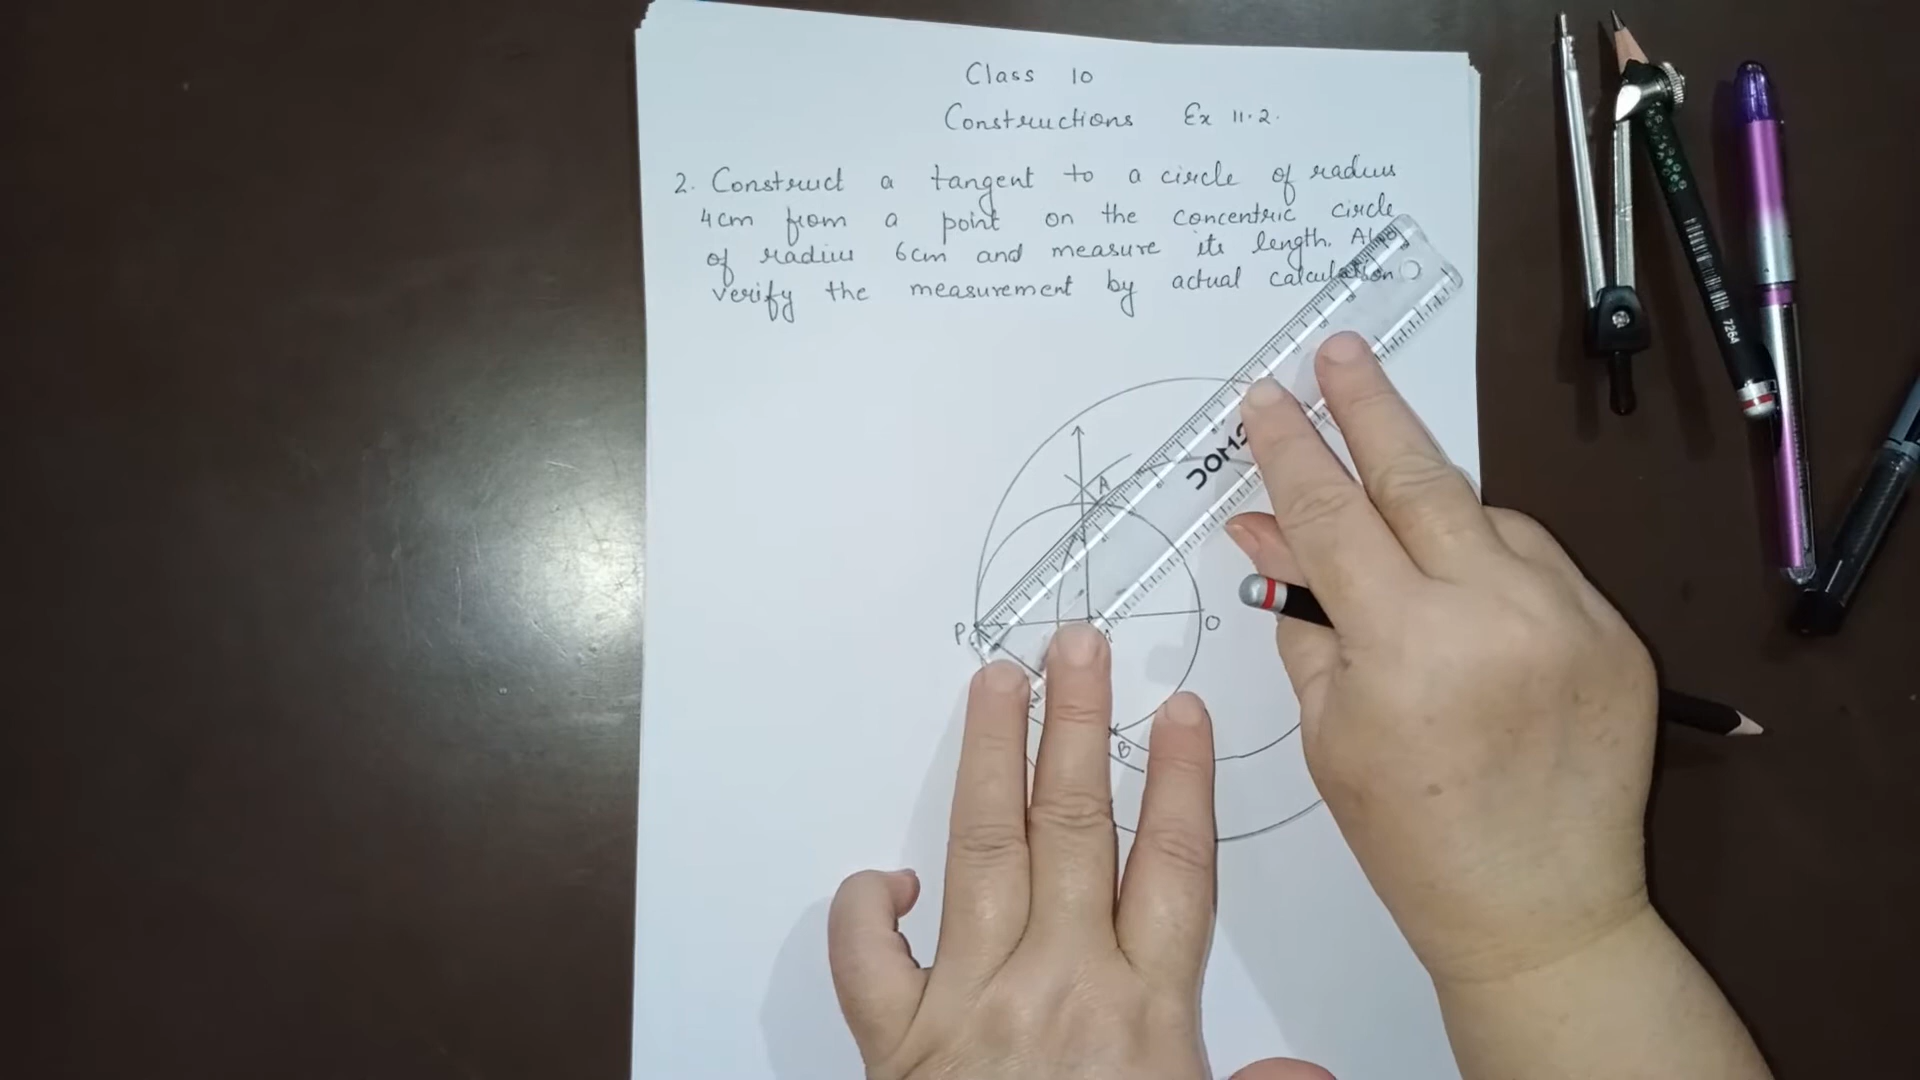 Class 10
Constructions Ex 11.2.
2. Construct a tangent to a circle of radius
4cm from a point on the concentric circle
of radius 6cm and measure its length. Also
verify the measurement by actual calculation
A
P
O
B
7264